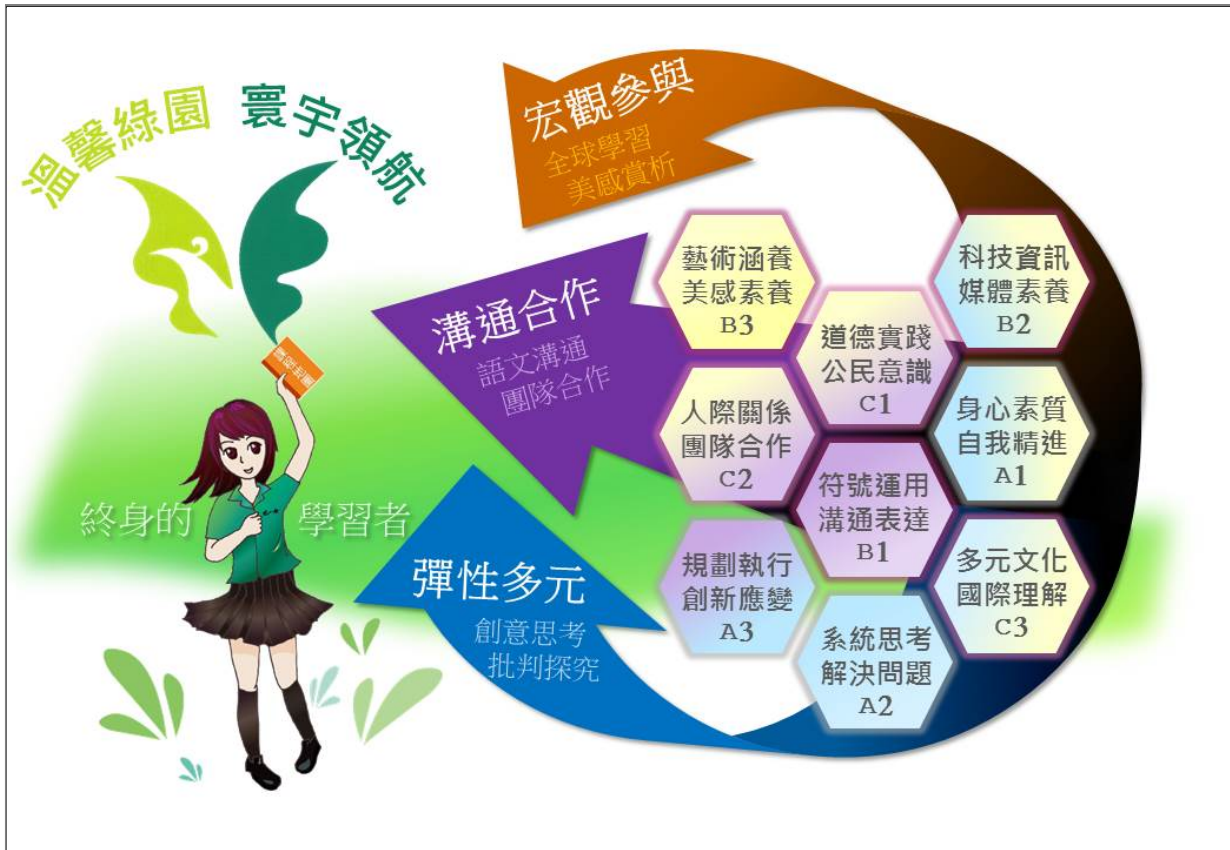 溫馨綠園 寰宇領航
課程地圖
終身的 學習者
宏觀參與
全球學習
美感賞析
溝通合作
語文溝通
團隊合作
彈性多元
創意思考
批判探究
藝術涵養
美感素養
B3
科技資訊
媒體素養
B2
道德實踐
公民意識
C1
人際關係
團隊合作
C2
身心素質
自我精進
A1
符號運用
溝通表達
B1
規劃執行
創新應變
A3
多元文化
國際理解
C3
系統思考
解決問題
A2